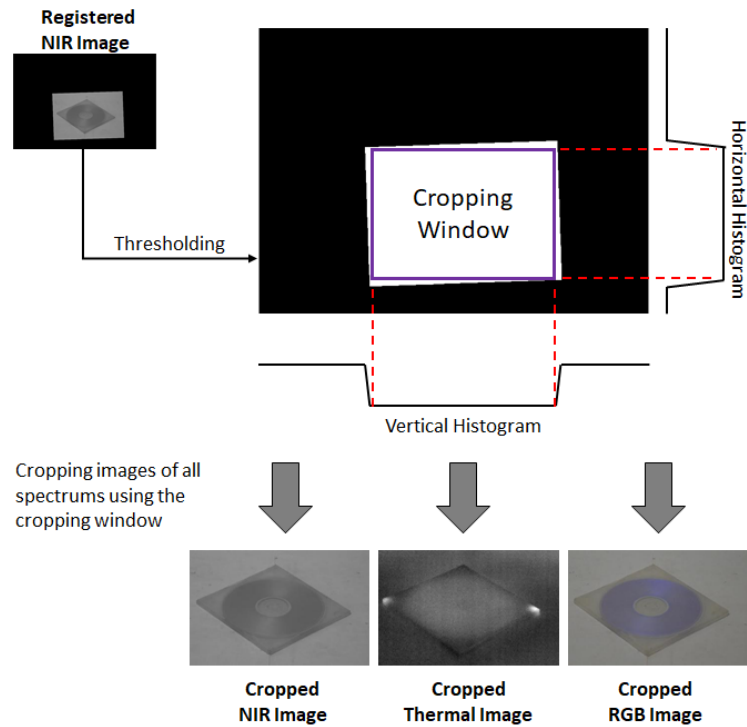 Registered
NIR Image
Thresholding
Cropping
Window
Horizontal Histogram
Vertical Histogram
Cropping images of all
spectrums using the
cropping window
Cropped
NIR Image
Cropped
Thermal Image
Cropped
RGB Image